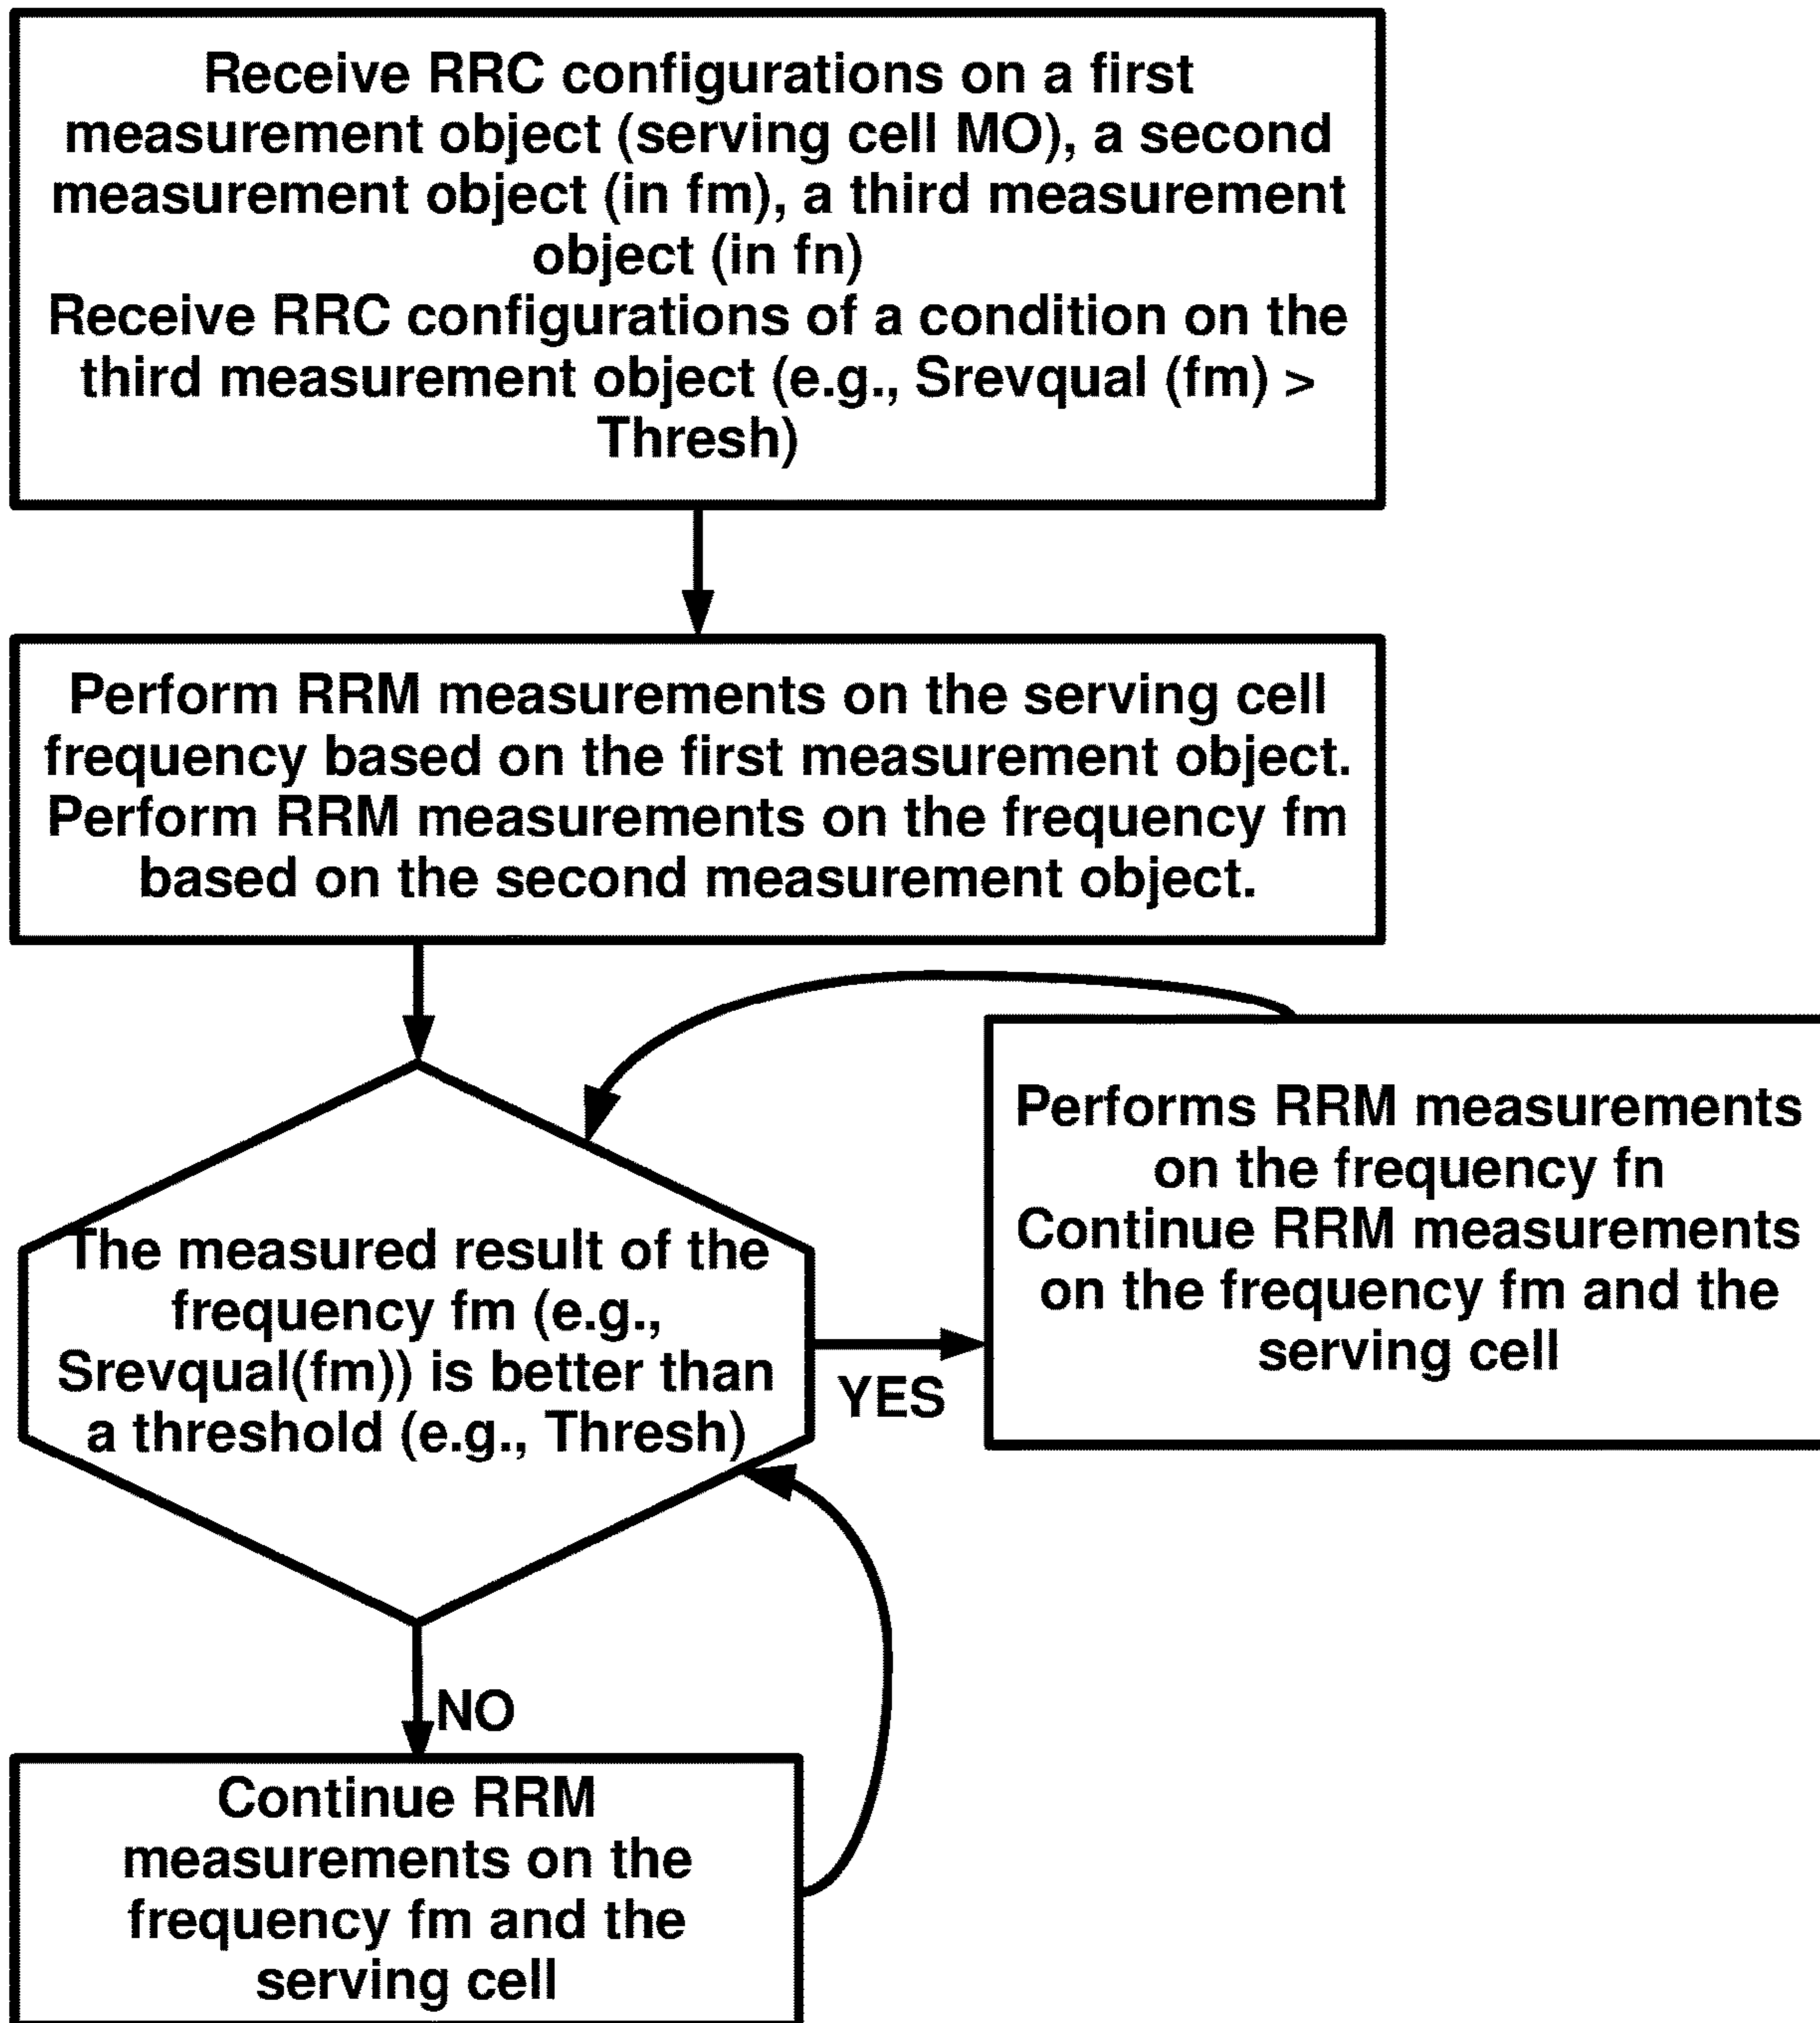 Receive RRC configurations on a first
measurement object (serving cell MO), a second
measurement object (in fm), a third measurement
object (in fn)
Receive RRC configurations of a condition on the
third measurement object (e.g., Srevqual (fm) >
Thresh)
Perform RRM measurements on the serving cell
frequency based on the first measurement object.
Perform RRM measurements on the frequency fm
based on the second measurement object.
The measured result of the
frequency fm (e.g.,
Srevqual(fm)) is better than
a threshold (e.g., Thresh)
YES
Performs RRM measurements
on the frequency fn
Continue RRM measurements
on the frequency fm and the
serving cell
NO
Continue RRM
measurements on the
frequency fm and the
serving cell